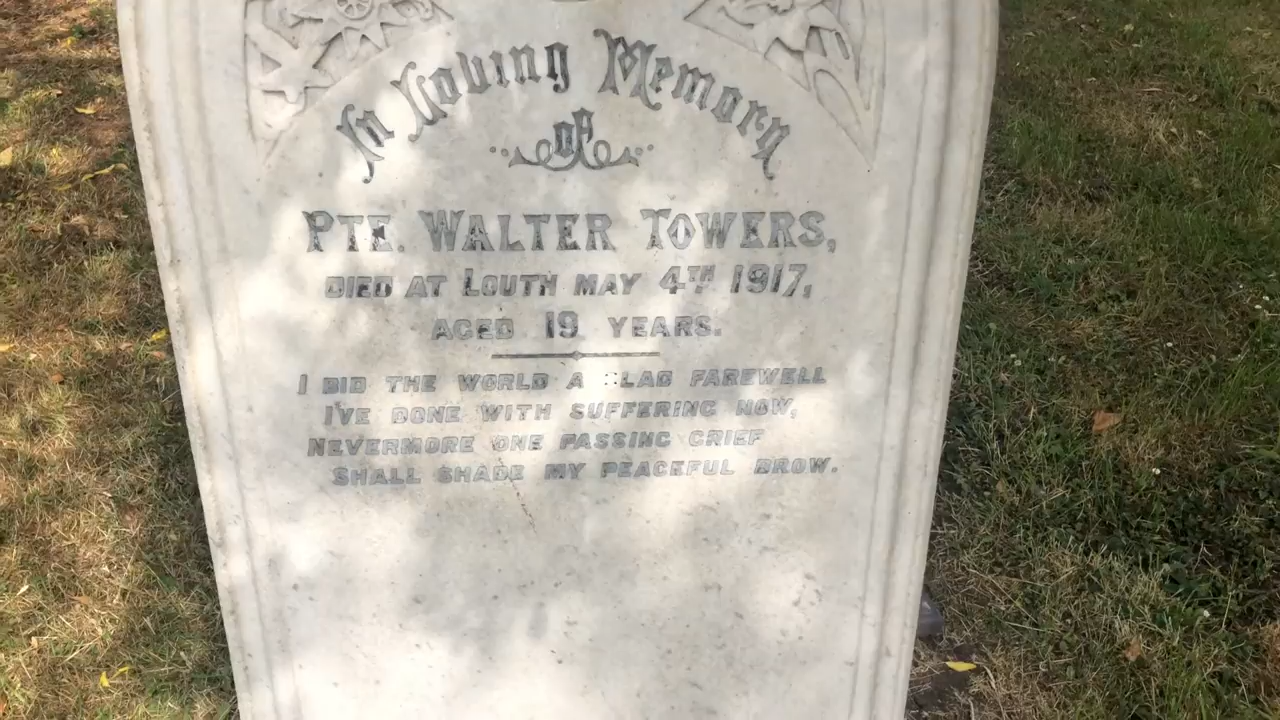 In Loving Memory
of
PTE. WALTER TOWERS,
DIED AT LOUTH MAY 4TH 1917,
AGED 19 YEARS.
I BID THE WORLD A GLAD FAREWELL
I'VE DONE WITH SUFFERING NOW,
NEVERMORE ONE PASSING GRIEF
SHALL SHADE MY PEACEFUL BROW.